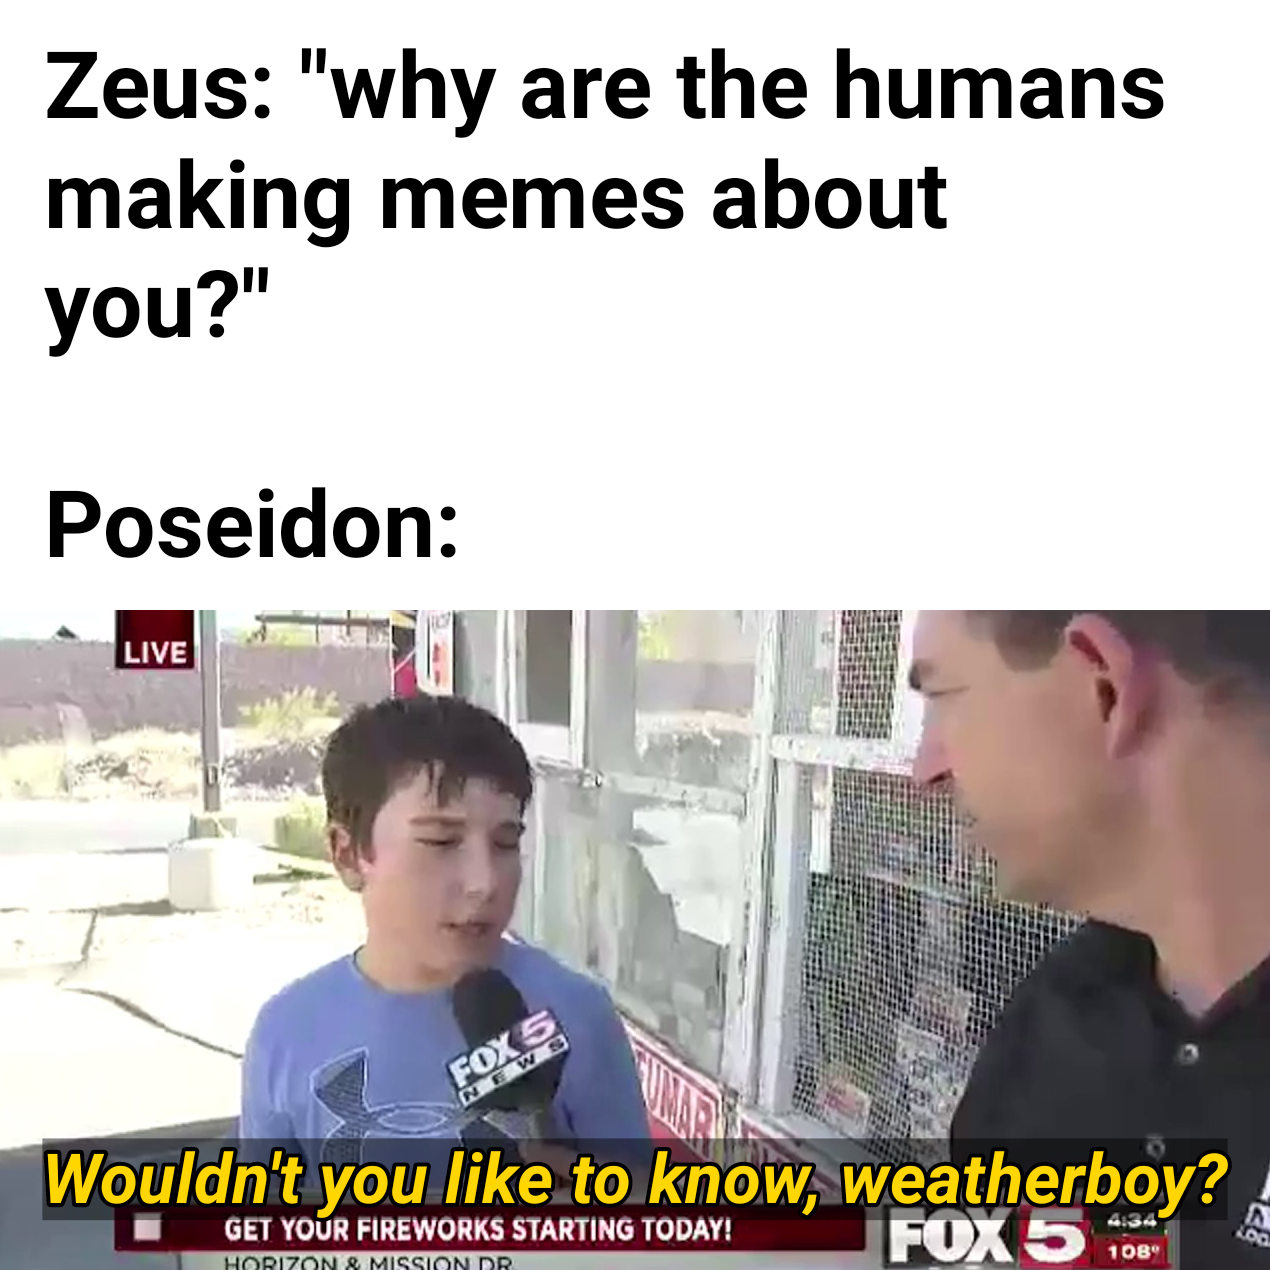 Zeus: "why are the humans
making memes about
you?"
Poseidon:
LIVE
FOX 5
NEWS
Wouldn't you like to know, weatherboy?
GET YOUR FIREWORKS STARTING TODAY!
HORIZON & MISSION DR
FOX 5
4:34
108°